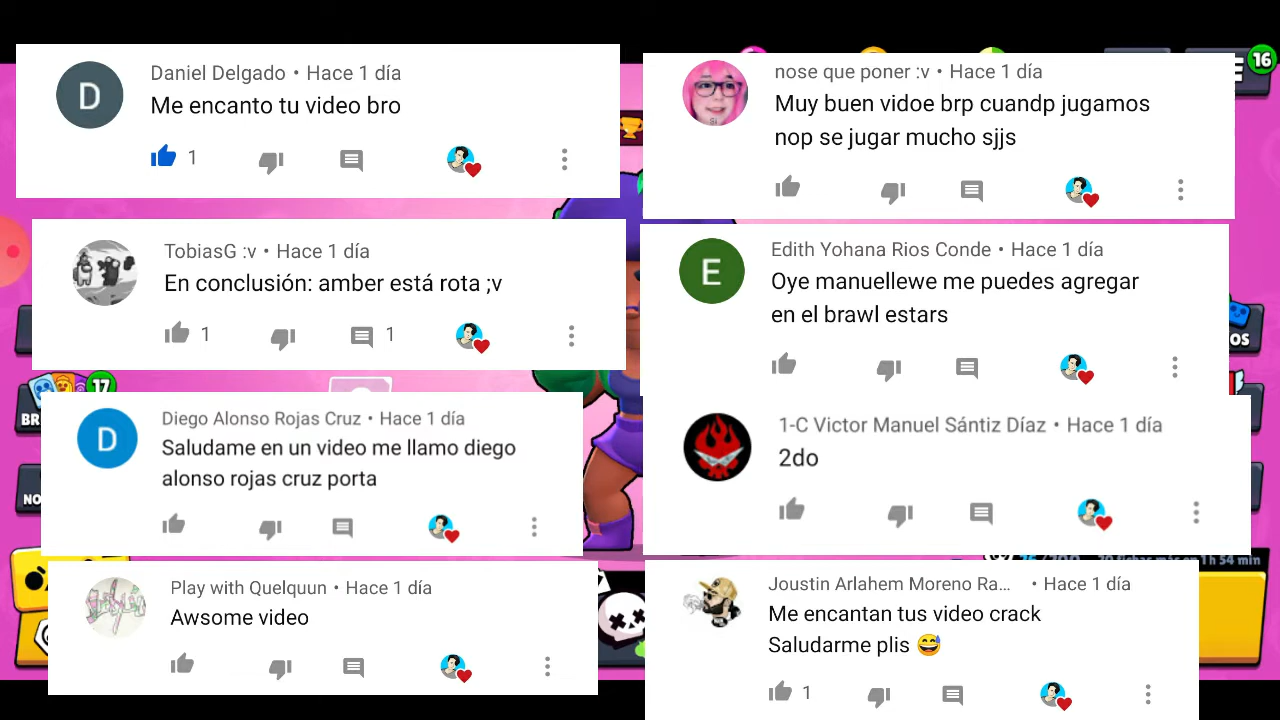 Daniel Delgado • Hace 1 día
Me encanto tu video bro
1
TobiasG :v • Hace 1 día
En conclusión: amber está rota ;v
1
1
Diego Alonso Rojas Cruz • Hace 1 día
Saludame en un video me llamo diego
alonso rojas cruz porta
Play with Quelquun • Hace 1 día
Awsome video
nose que poner :v • Hace 1 día
Muy buen vidoe brp cuandp jugamos
nop se jugar mucho sjjs
Edith Yohana Rios Conde • Hace 1 día
Oye manuellewe me puedes agregar
en el brawl estars
1-C Victor Manuel Sántiz Díaz • Hace 1 día
2do
Joustin Arlahem Moreno Ra... • Hace 1 día
Me encantan tus video crack
Saludarme plis 😅
1
16
17
BR
NO
OS
D
D
E